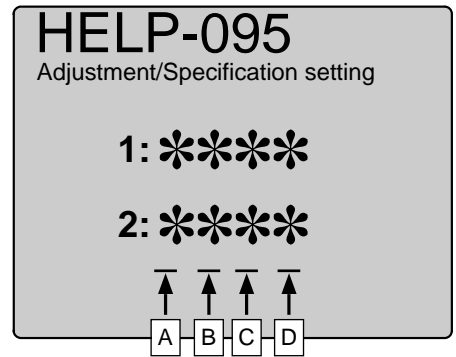 HELP-095
Adjustment/Specification setting
1: ****
2: ****
A B C D